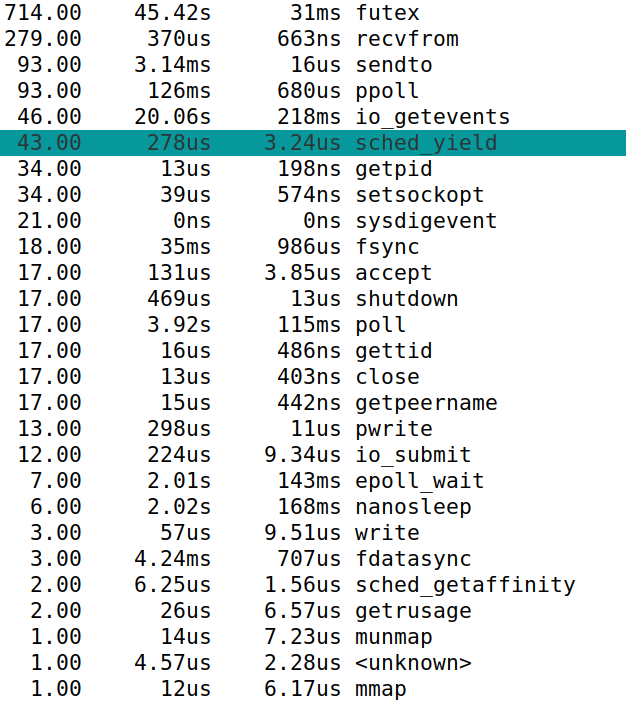 714.00 45.42s 31ms futex
279.00 370us 663ns recvfrom
93.00 3.14ms 16us sendto
93.00 126ms 680us ppoll
46.00 20.06s 218ms io_getevents
43.00 278us 3.24us sched_yield
34.00 13us 198ns getpid
34.00 39us 574ns setsockopt
21.00 0ns 0ns sysdigevent
18.00 35ms 986us fsync
17.00 131us 3.85us accept
17.00 469us 13us shutdown
17.00 3.92s 115ms poll
17.00 16us 486ns gettid
17.00 13us 403ns close
17.00 15us 442ns getpeername
13.00 298us 11us pwrite
12.00 224us 9.34us io_submit
7.00 2.01s 143ms epoll_wait
6.00 2.02s 168ms nanosleep
3.00 57us 9.51us write
3.00 4.24ms 707us fdatasync
2.00 6.25us 1.56us sched_getaffinity
2.00 26us 6.57us getrusage
1.00 14us 7.23us munmap
1.00 4.57us 2.28us <unknown>
1.00 12us 6.17us mmap